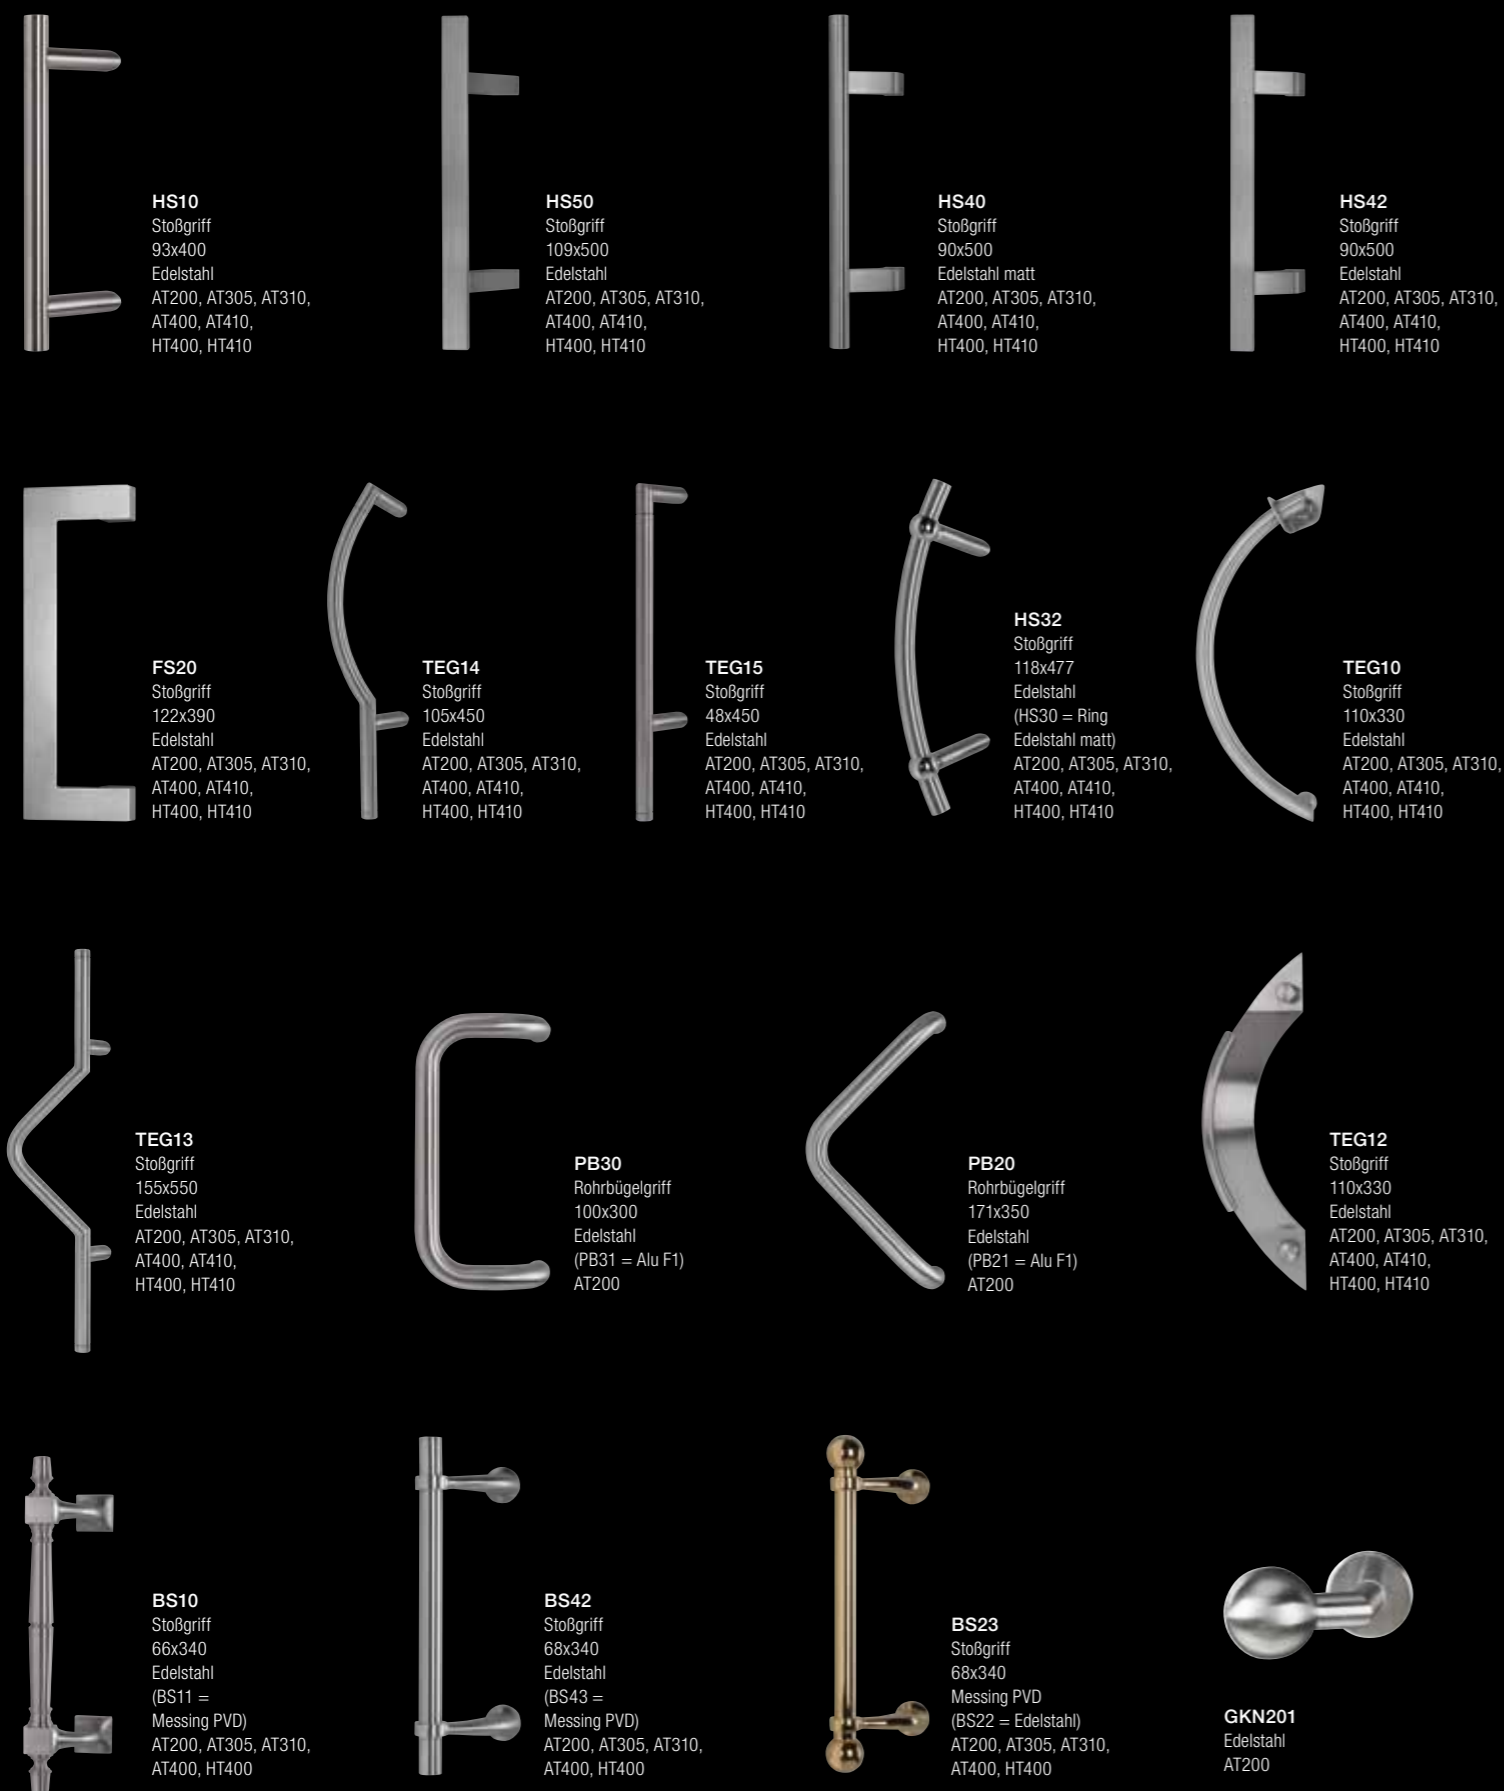 HS10
Stoßgriff
93x400
Edelstahl
AT200, AT305, AT310,
AT400, AT410,
HT400, HT410
HS50
Stoßgriff
109x500
Edelstahl
AT200, AT305, AT310,
AT400, AT410,
HT400, HT410
HS40
Stoßgriff
90x500
Edelstahl matt
AT200, AT305, AT310,
AT400, AT410,
HT400, HT410
HS42
Stoßgriff
90x500
Edelstahl
AT200, AT305, AT310,
AT400, AT410,
HT400, HT410
FS20
Stoßgriff
122x390
Edelstahl
AT200, AT305, AT310,
AT400, AT410,
HT400, HT410
TEG14
Stoßgriff
105x450
Edelstahl
AT200, AT305, AT310,
AT400, AT410,
HT400, HT410
TEG15
Stoßgriff
48x450
Edelstahl
AT200, AT305, AT310,
AT400, AT410,
HT400, HT410
HS32
Stoßgriff
118x477
Edelstahl
(HS30 = Ring
Edelstahl matt)
AT200, AT305, AT310,
AT400, AT410,
HT400, HT410
TEG10
Stoßgriff
110x330
Edelstahl
AT200, AT305, AT310,
AT400, AT410,
HT400, HT410
TEG13
Stoßgriff
155x550
Edelstahl
AT200, AT305, AT310,
AT400, AT410,
HT400, HT410
PB30
Rohrbügelgriff
100x300
Edelstahl
(PB31 = Alu F1)
AT200
PB20
Rohrbügelgriff
171x350
Edelstahl
(PB21 = Alu F1)
AT200
TEG12
Stoßgriff
110x330
Edelstahl
AT200, AT305, AT310,
AT400, AT410,
HT400, HT410
BS10
Stoßgriff
66x340
Edelstahl
(BS11 =
Messing PVD)
AT200, AT305, AT310,
AT400, HT400
BS42
Stoßgriff
68x340
Edelstahl
(BS43 =
Messing PVD)
AT200, AT305, AT310,
AT400, HT400
BS23
Stoßgriff
68x340
Messing PVD
(BS22 = Edelstahl)
AT200, AT305, AT310,
AT400, HT400
GKN201
Edelstahl
AT200